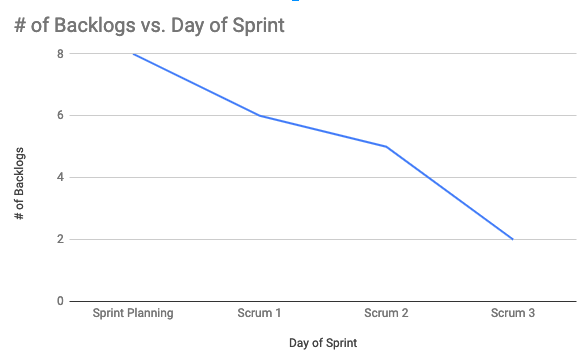 # of Backlogs vs. Day of Sprint
8
6
4
2
0
# of Backlogs
Sprint Planning
Scrum 1
Scrum 2
Scrum 3
Day of Sprint